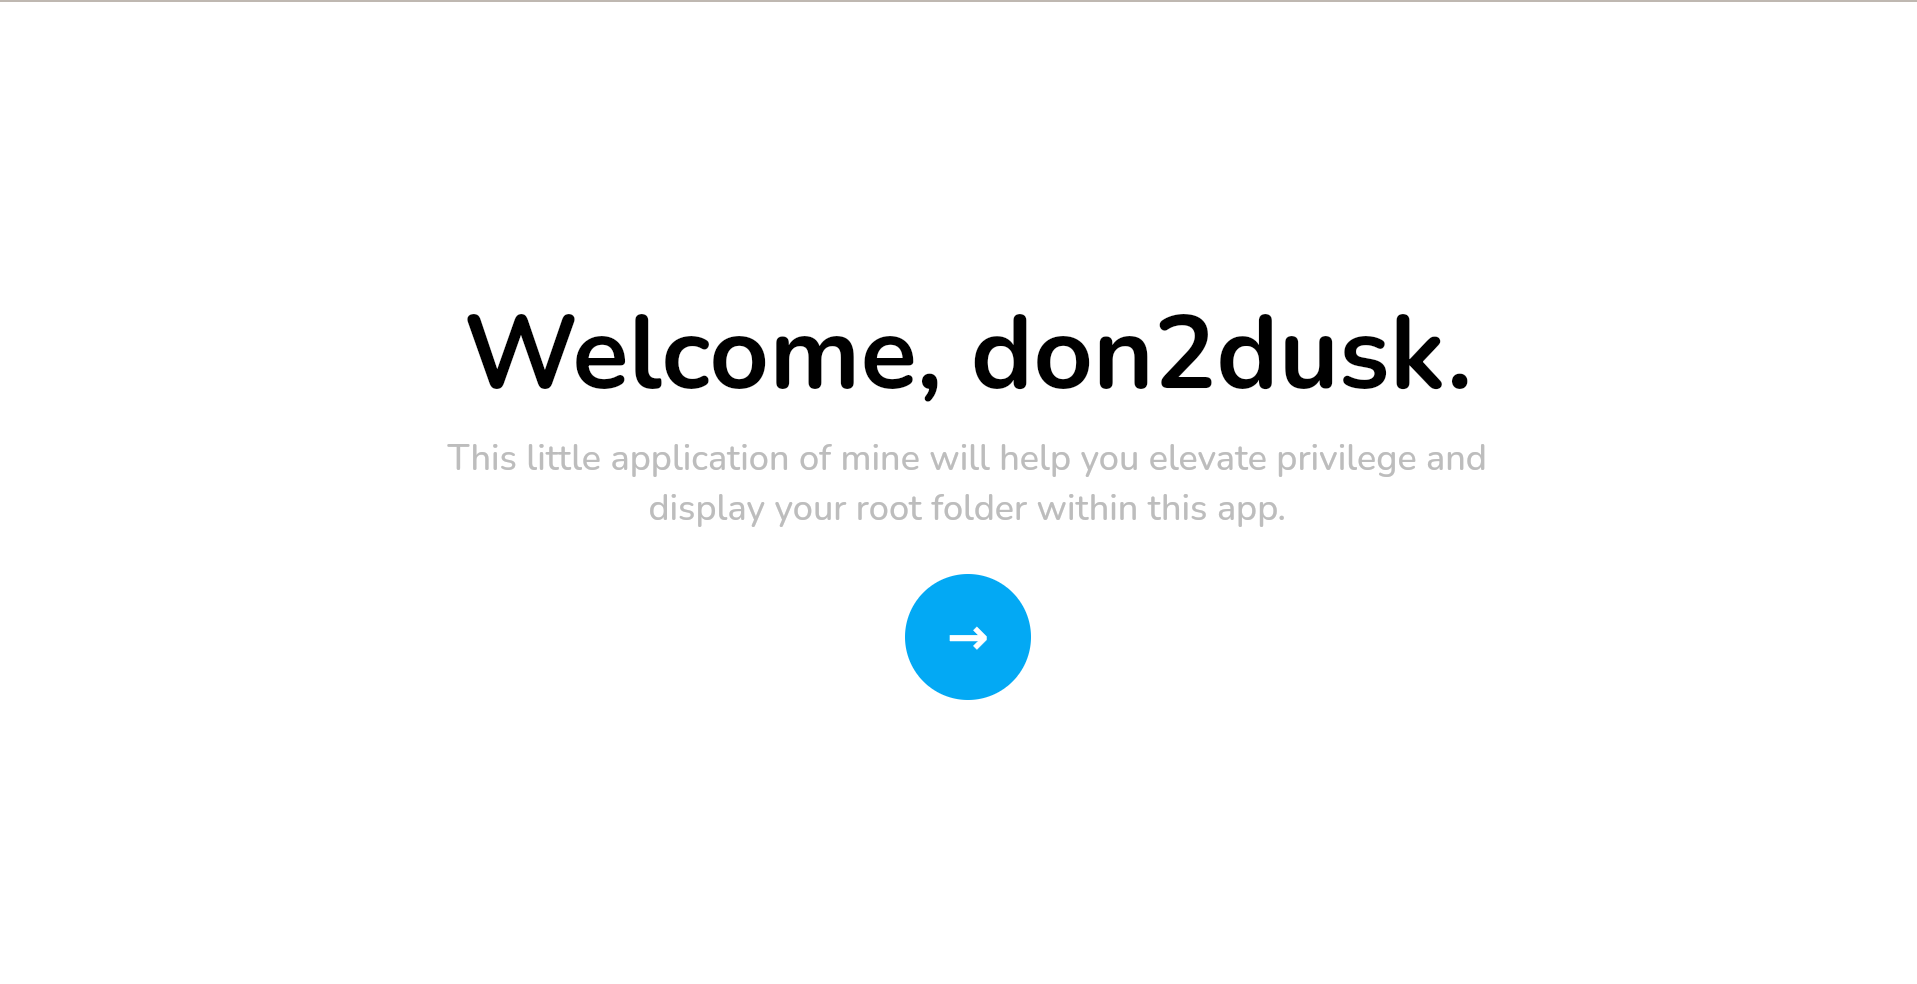 Welcome, don2dusk.
This little application of mine will help you elevate privilege and
display your root folder within this app.
→